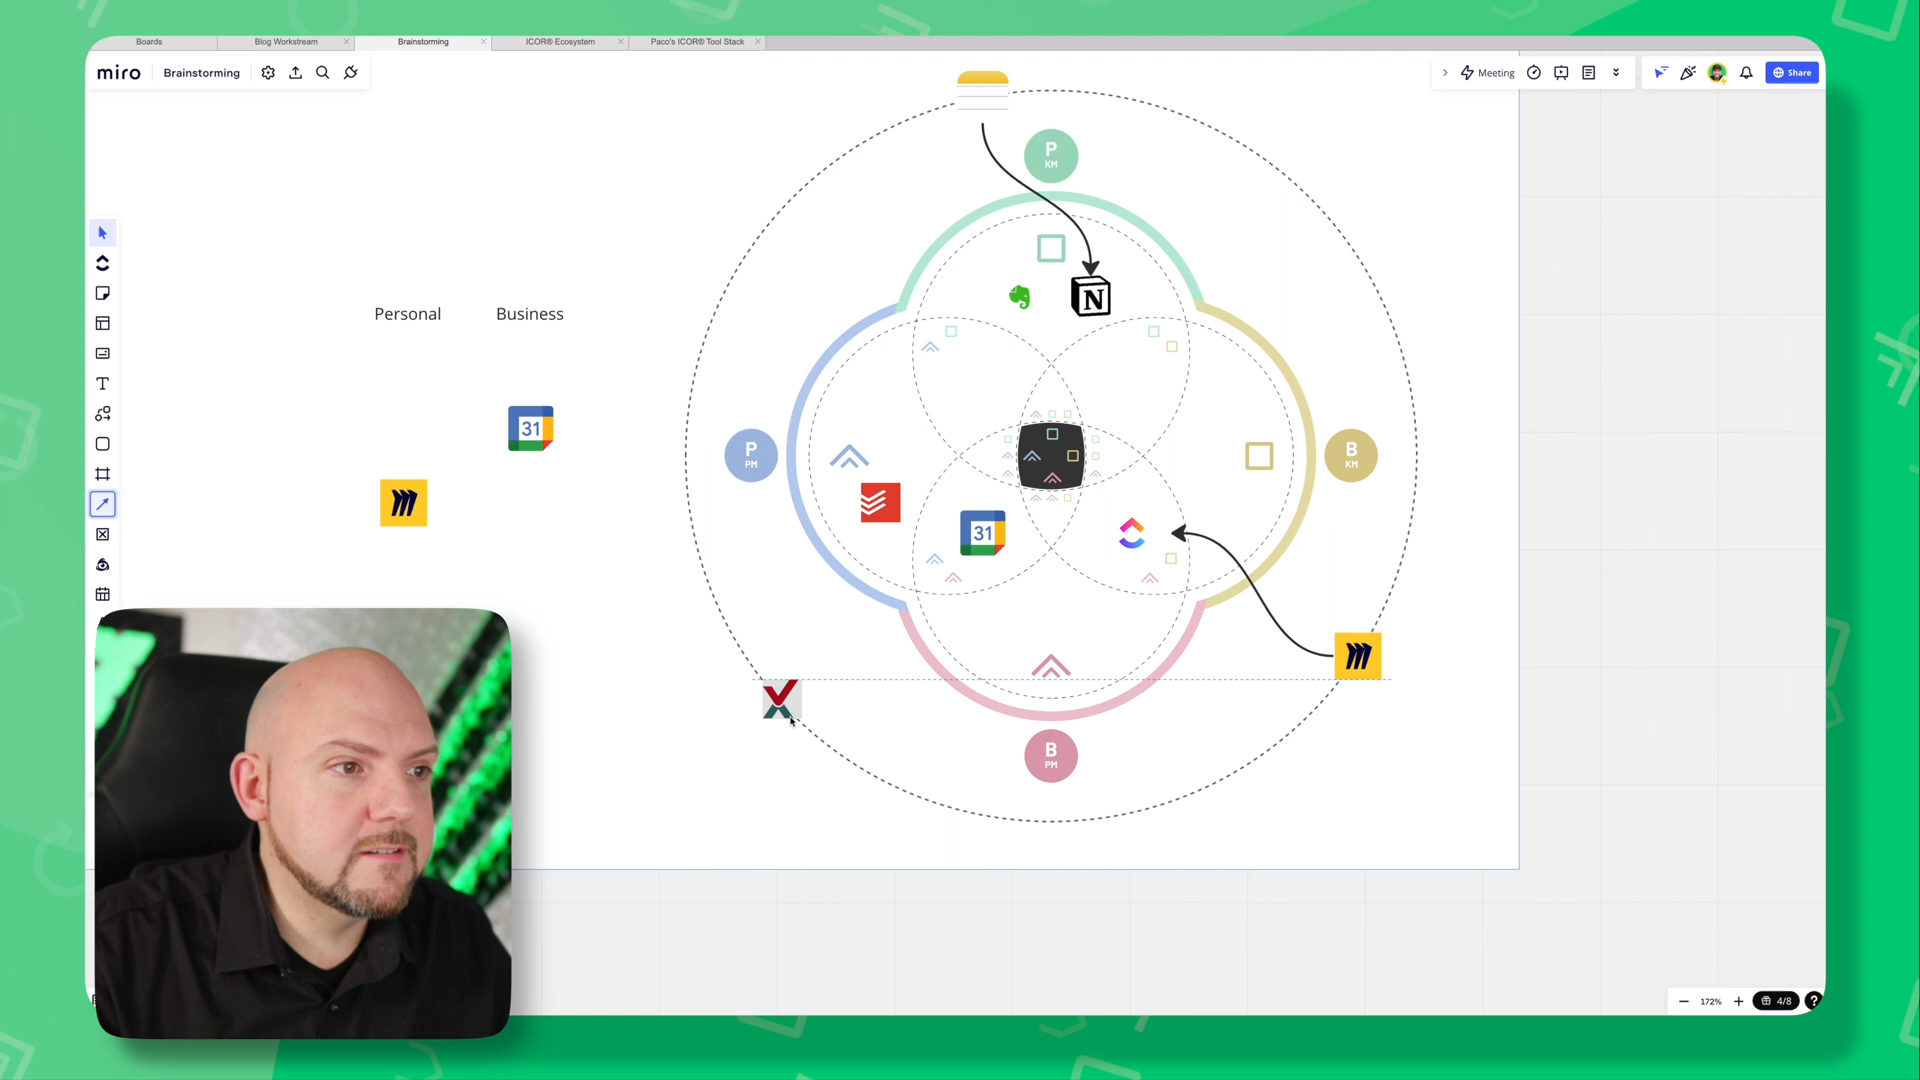 Boards
Blog Workstream
Brainstorming
ICOR® Ecosystem
Paco's ICOR® Tool Stack
miro
Brainstorming
Meeting
Share
P
KM
Personal
Business
N
31
P
PM
B
KM
31
B
PM
172%
4/8
?